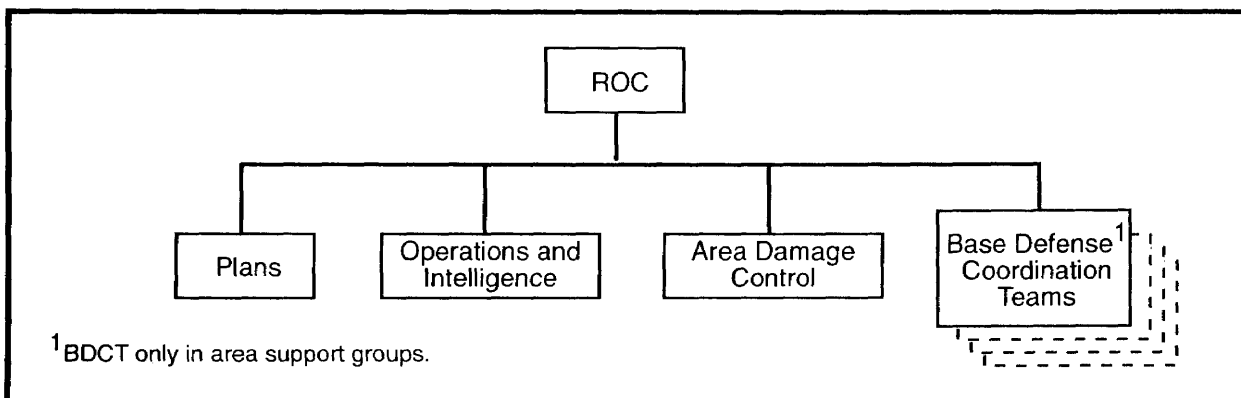 ROC
Plans
Operations and
Intelligence
Area Damage
Control
Base Defense1
Coordination
Teams
1BDCT only in area support groups.